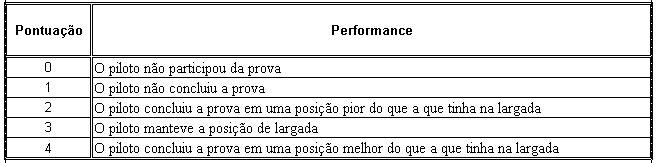 Pontuação Performance
0 O piloto não participou da prova
1 O piloto não concluiu a prova
2 O piloto concluiu a prova em uma posição pior do que a que tinha na largada
3 O piloto manteve a posição de largada
4 O piloto concluiu a prova em uma posição melhor do que a que tinha na largada